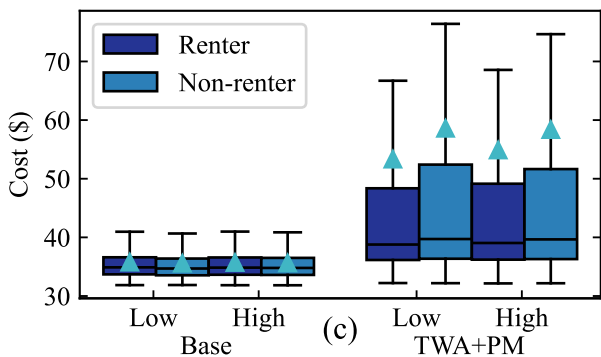 Cost ($)
70
60
50
40
30
Renter
Non-renter
Low High Low High
Base (c) TWA+PM